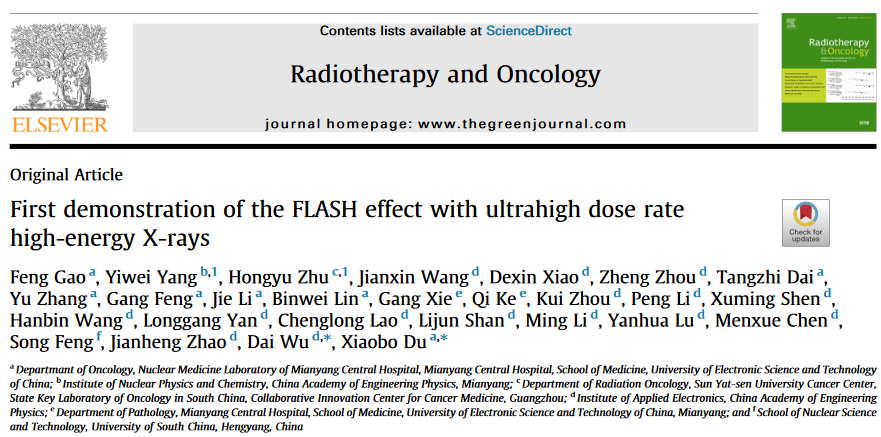 Contents lists available at ScienceDirect
Radiotherapy and Oncology
journal homepage: www.thegreenjournal.com
ELSEVIER
Radiotherapy
&Oncology
Original Article
First demonstration of the FLASH effect with ultrahigh dose rate
high-energy X-rays
Check for
updates
Feng Gao a, Yiwei Yang b,1, Hongyu Zhu c,1, Jianxin Wang d, Dexin Xiao d, Zheng Zhou d, Tangzhi Dai a,
Yu Zhang a, Gang Feng a, Jie Li a, Binwei Lin a, Gang Xie e, Qi Ke e, Kui Zhou d, Peng Li d, Xuming Shen d,
Hanbin Wang d, Longgang Yan d, Chenglong Lao d, Lijun Shan d, Ming Li d, Yanhua Lu d, Menxue Chen d,
Song Feng f, Jianheng Zhao d, Dai Wu d,*, Xiaobo Du a,*
a Departmant of Oncology, Nuclear Medicine Laboratory of Mianyang Central Hospital, Mianyang Central Hospital, School of Medicine, University of Electronic Science and Technology
of China; b Institute of Nuclear Physics and Chemistry, China Academy of Engineering Physics, Mianyang; c Department of Radiation Oncology, Sun Yat-sen University Cancer Center,
State Key Laboratory of Oncology in South China, Collaborative Innovation Center for Cancer Medicine, Guangzhou; d Institute of Applied Electronics, China Academy of Engineering
Physics; e Department of Pathology, Mianyang Central Hospital, School of Medicine, University of Electronic Science and Technology of China, Mianyang; and f School of Nuclear Science
and Technology, University of South China, Hengyang, China